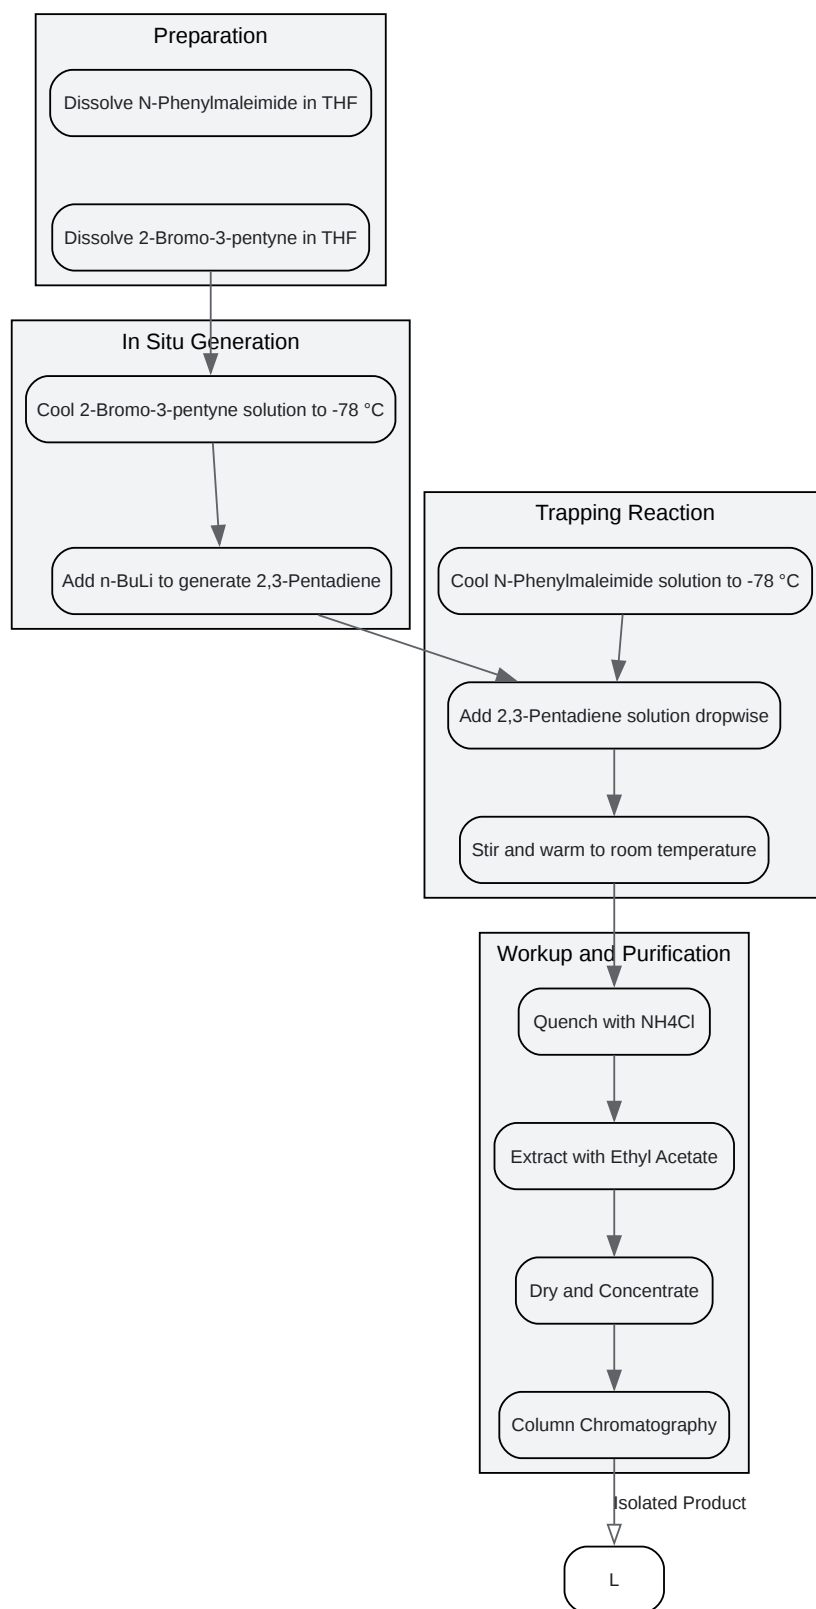 Preparation
Dissolve N-Phenylmaleimide in THF
Dissolve 2-Bromo-3-pentyne in THF
In Situ Generation
Cool 2-Bromo-3-pentyne solution to -78 °C
Add n-BuLi to generate 2,3-Pentadiene
Trapping Reaction
Cool N-Phenylmaleimide solution to -78 °C
Add 2,3-Pentadiene solution dropwise
Stir and warm to room temperature
Workup and Purification
Quench with NH4Cl
Extract with Ethyl Acetate
Dry and Concentrate
Column Chromatography
Isolated Product
L